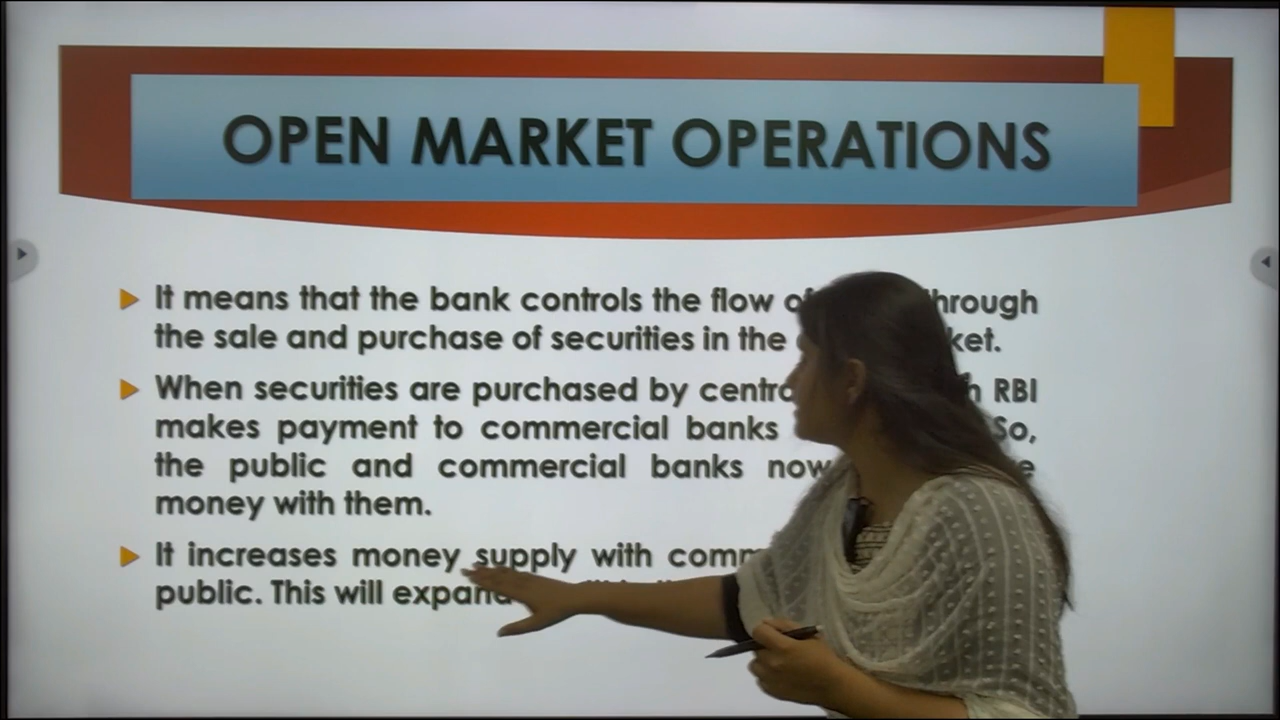 OPEN MARKET OPERATIONS
It means that the bank controls the flow of through
the sale and purchase of securities in the
When securities are purchased by RBI
makes payment to commercial banks So,
the public and commercial banks now
money with them.
It increases money supply with
public. This will expand